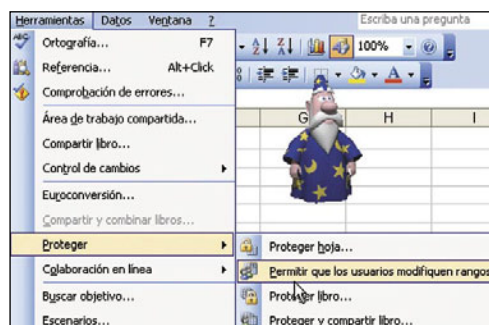 Herramientas Datos Ventana ?
Escriba una pregunta
Ortografía... F7
100%
Referencia... Alt+Click
Comprobación de errores...
Área de trabajo compartida...
G H I
Compartir libro...
Control de cambios
Euroconversión...
Compartir y combinar libros...
Proteger
Proteger hoja...
Colaboración en línea
Permitir que los usuarios modifiquen rangos
Buscar objetivo...
Proteger libro...
Escenarios...
Proteger y compartir libro...